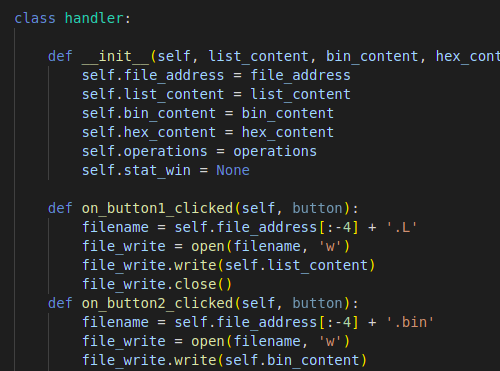 class handler:
def __init__(self, list_content, bin_content, hex_cont
self.file_address = file_address
self.list_content = list_content
self.bin_content = bin_content
self.hex_content = hex_content
self.operations = operations
self.stat_win = None
def on_button1_clicked(self, button):
filename = self.file_address[:-4] + '.L'
file_write = open(filename, 'w')
file_write.write(self.list_content)
file_write.close()
def on_button2_clicked(self, button):
filename = self.file_address[:-4] + '.bin'
file_write = open(filename, 'w')
file_write.write(self.bin_content)